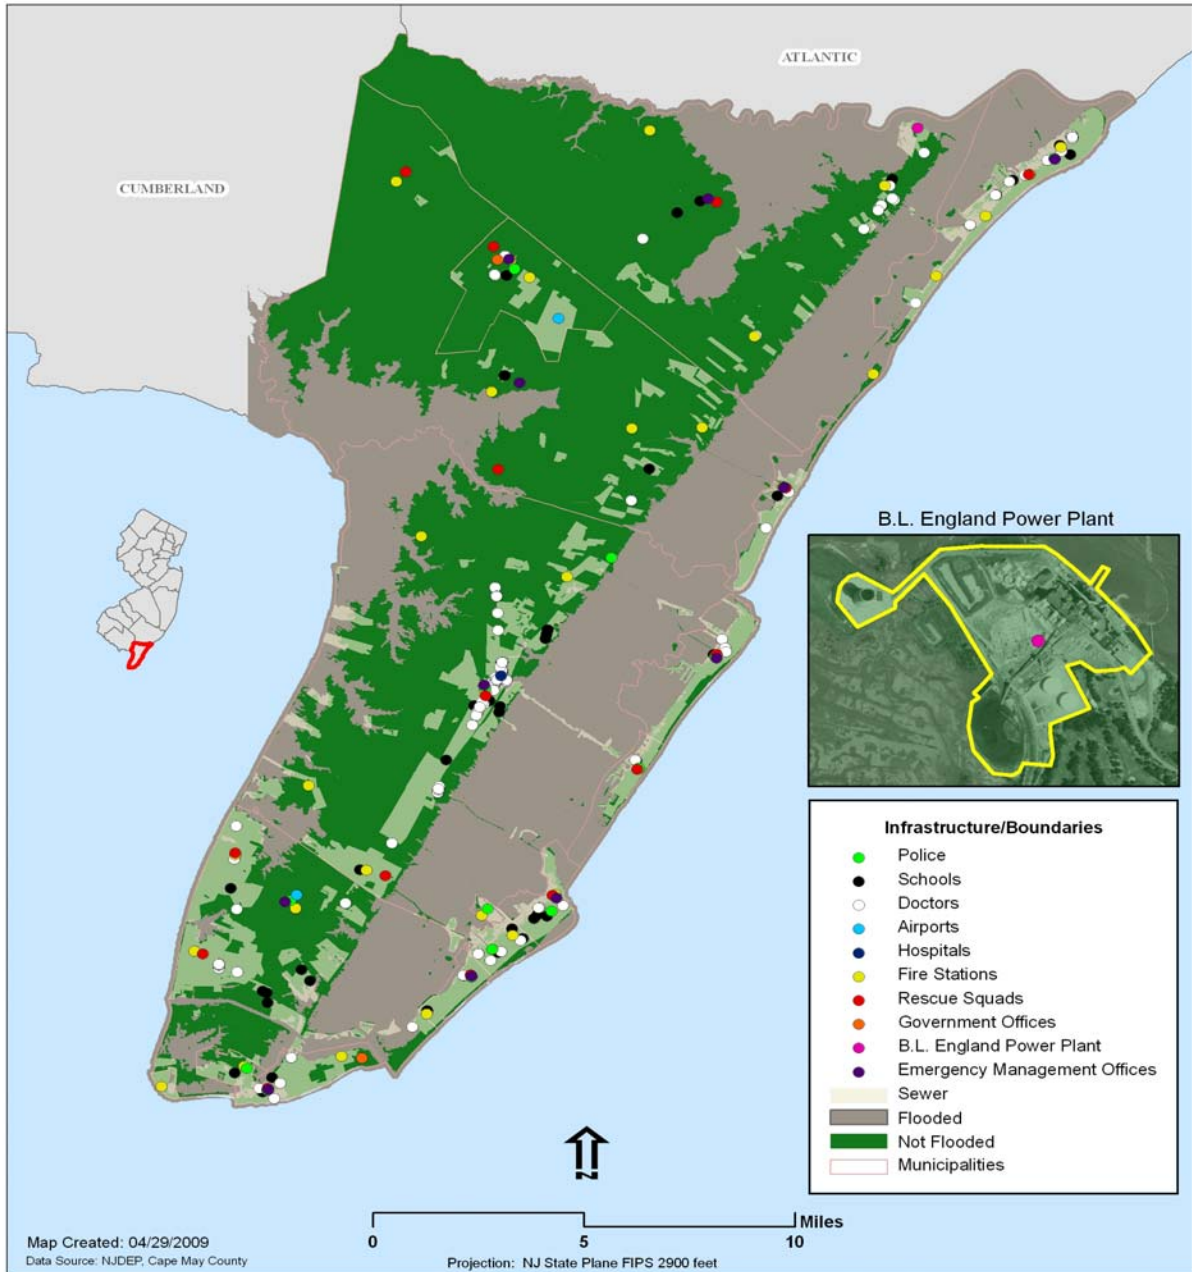 ATLANTIC
CUMBERLAND
B.L. England Power Plant
Infrastructure/Boundaries
Police
Schools
Doctors
Airports
Hospitals
Fire Stations
Rescue Squads
Government Offices
B.L. England Power Plant
Emergency Management Offices
Sewer
Flooded
Not Flooded
Municipalities
N
Miles
0 5 10
Map Created: 04/29/2009
Data Source: NJDEP, Cape May County
Projection: NJ State Plane FIPS 2900 feet